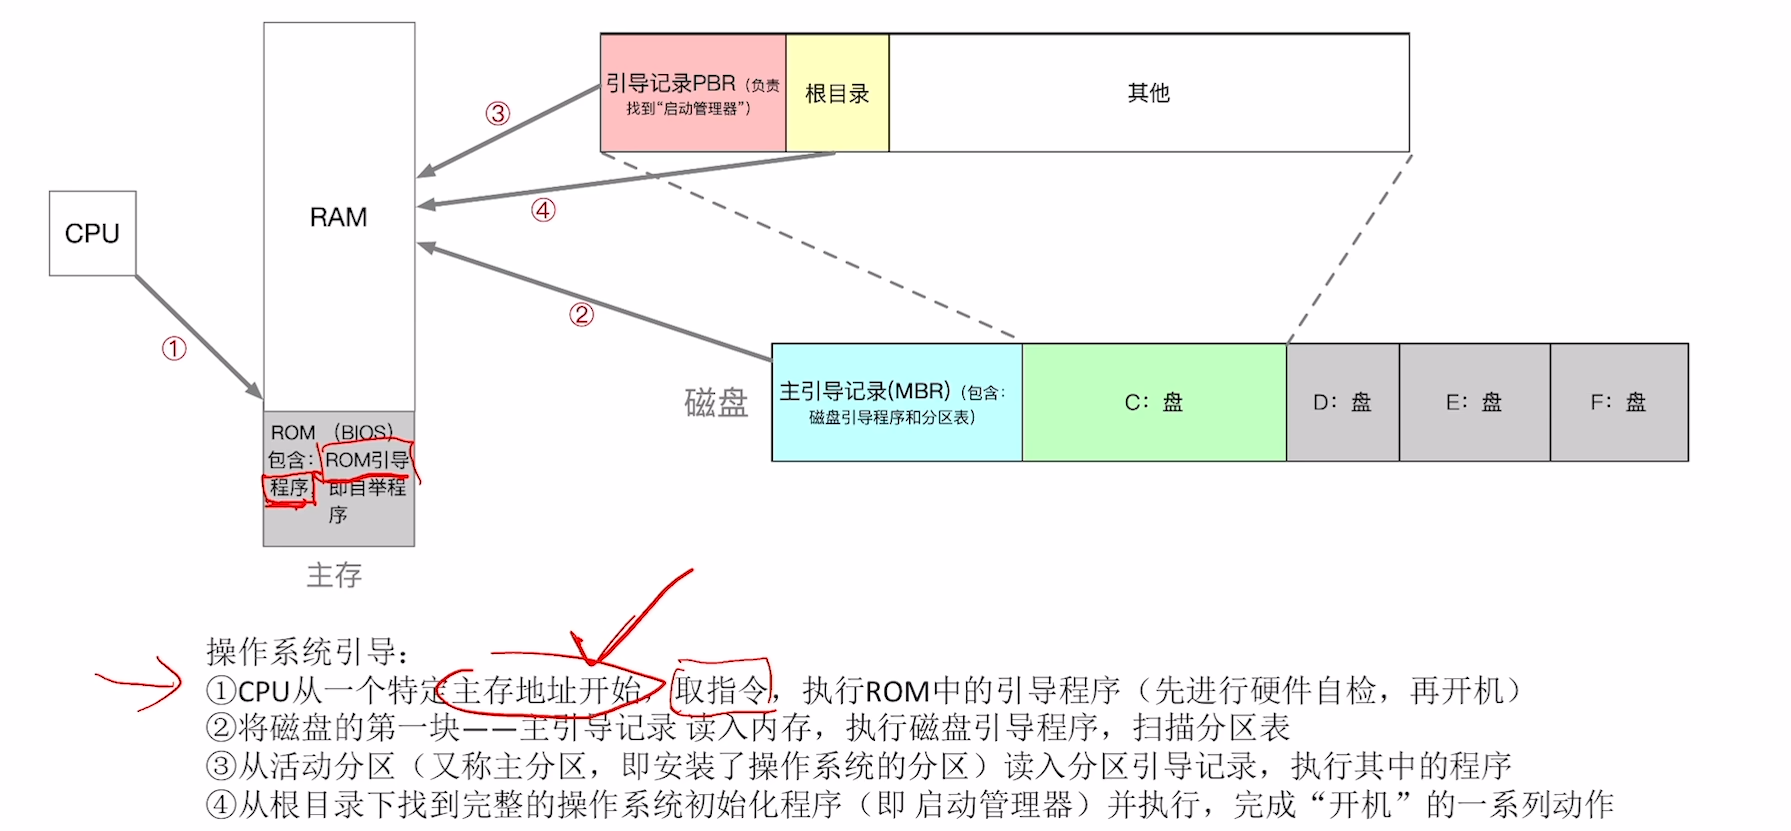 引导记录PBR（负责
找到“启动管理器”）
根目录
其他
③
④
RAM
CPU
②
①
磁盘
主引导记录(MBR)（包含：
磁盘引导程序和分区表）
C：盘
D：盘
E：盘
F：盘
ROM （BIOS）
包含：ROM引导
程序，即自举程
序
主存
操作系统引导：
①CPU从一个特定主存地址开始，取指令，执行ROM中的引导程序（先进行硬件自检，再开机）
②将磁盘的第一块——主引导记录 读入内存，执行磁盘引导程序，扫描分区表
③从活动分区（又称主分区，即安装了操作系统的分区）读入分区引导记录，执行其中的程序
④从根目录下找到完整的操作系统初始化程序（即 启动管理器）并执行，完成“开机”的一系列动作